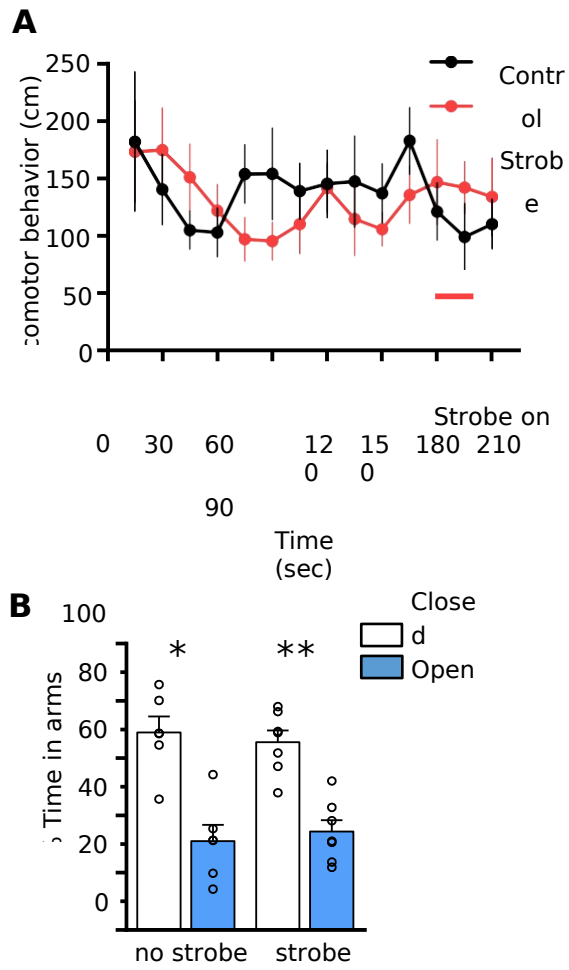 A
250
200
150
100
50
0
comotor behavior (cm)
Contr
ol
Strob
e
Strobe on
0 30 60 12 15 180 210
0 0
90
Time
(sec)
B
100
80
60
40
20
0
Time in arms
* **
Close
d
Open
no strobe strobe